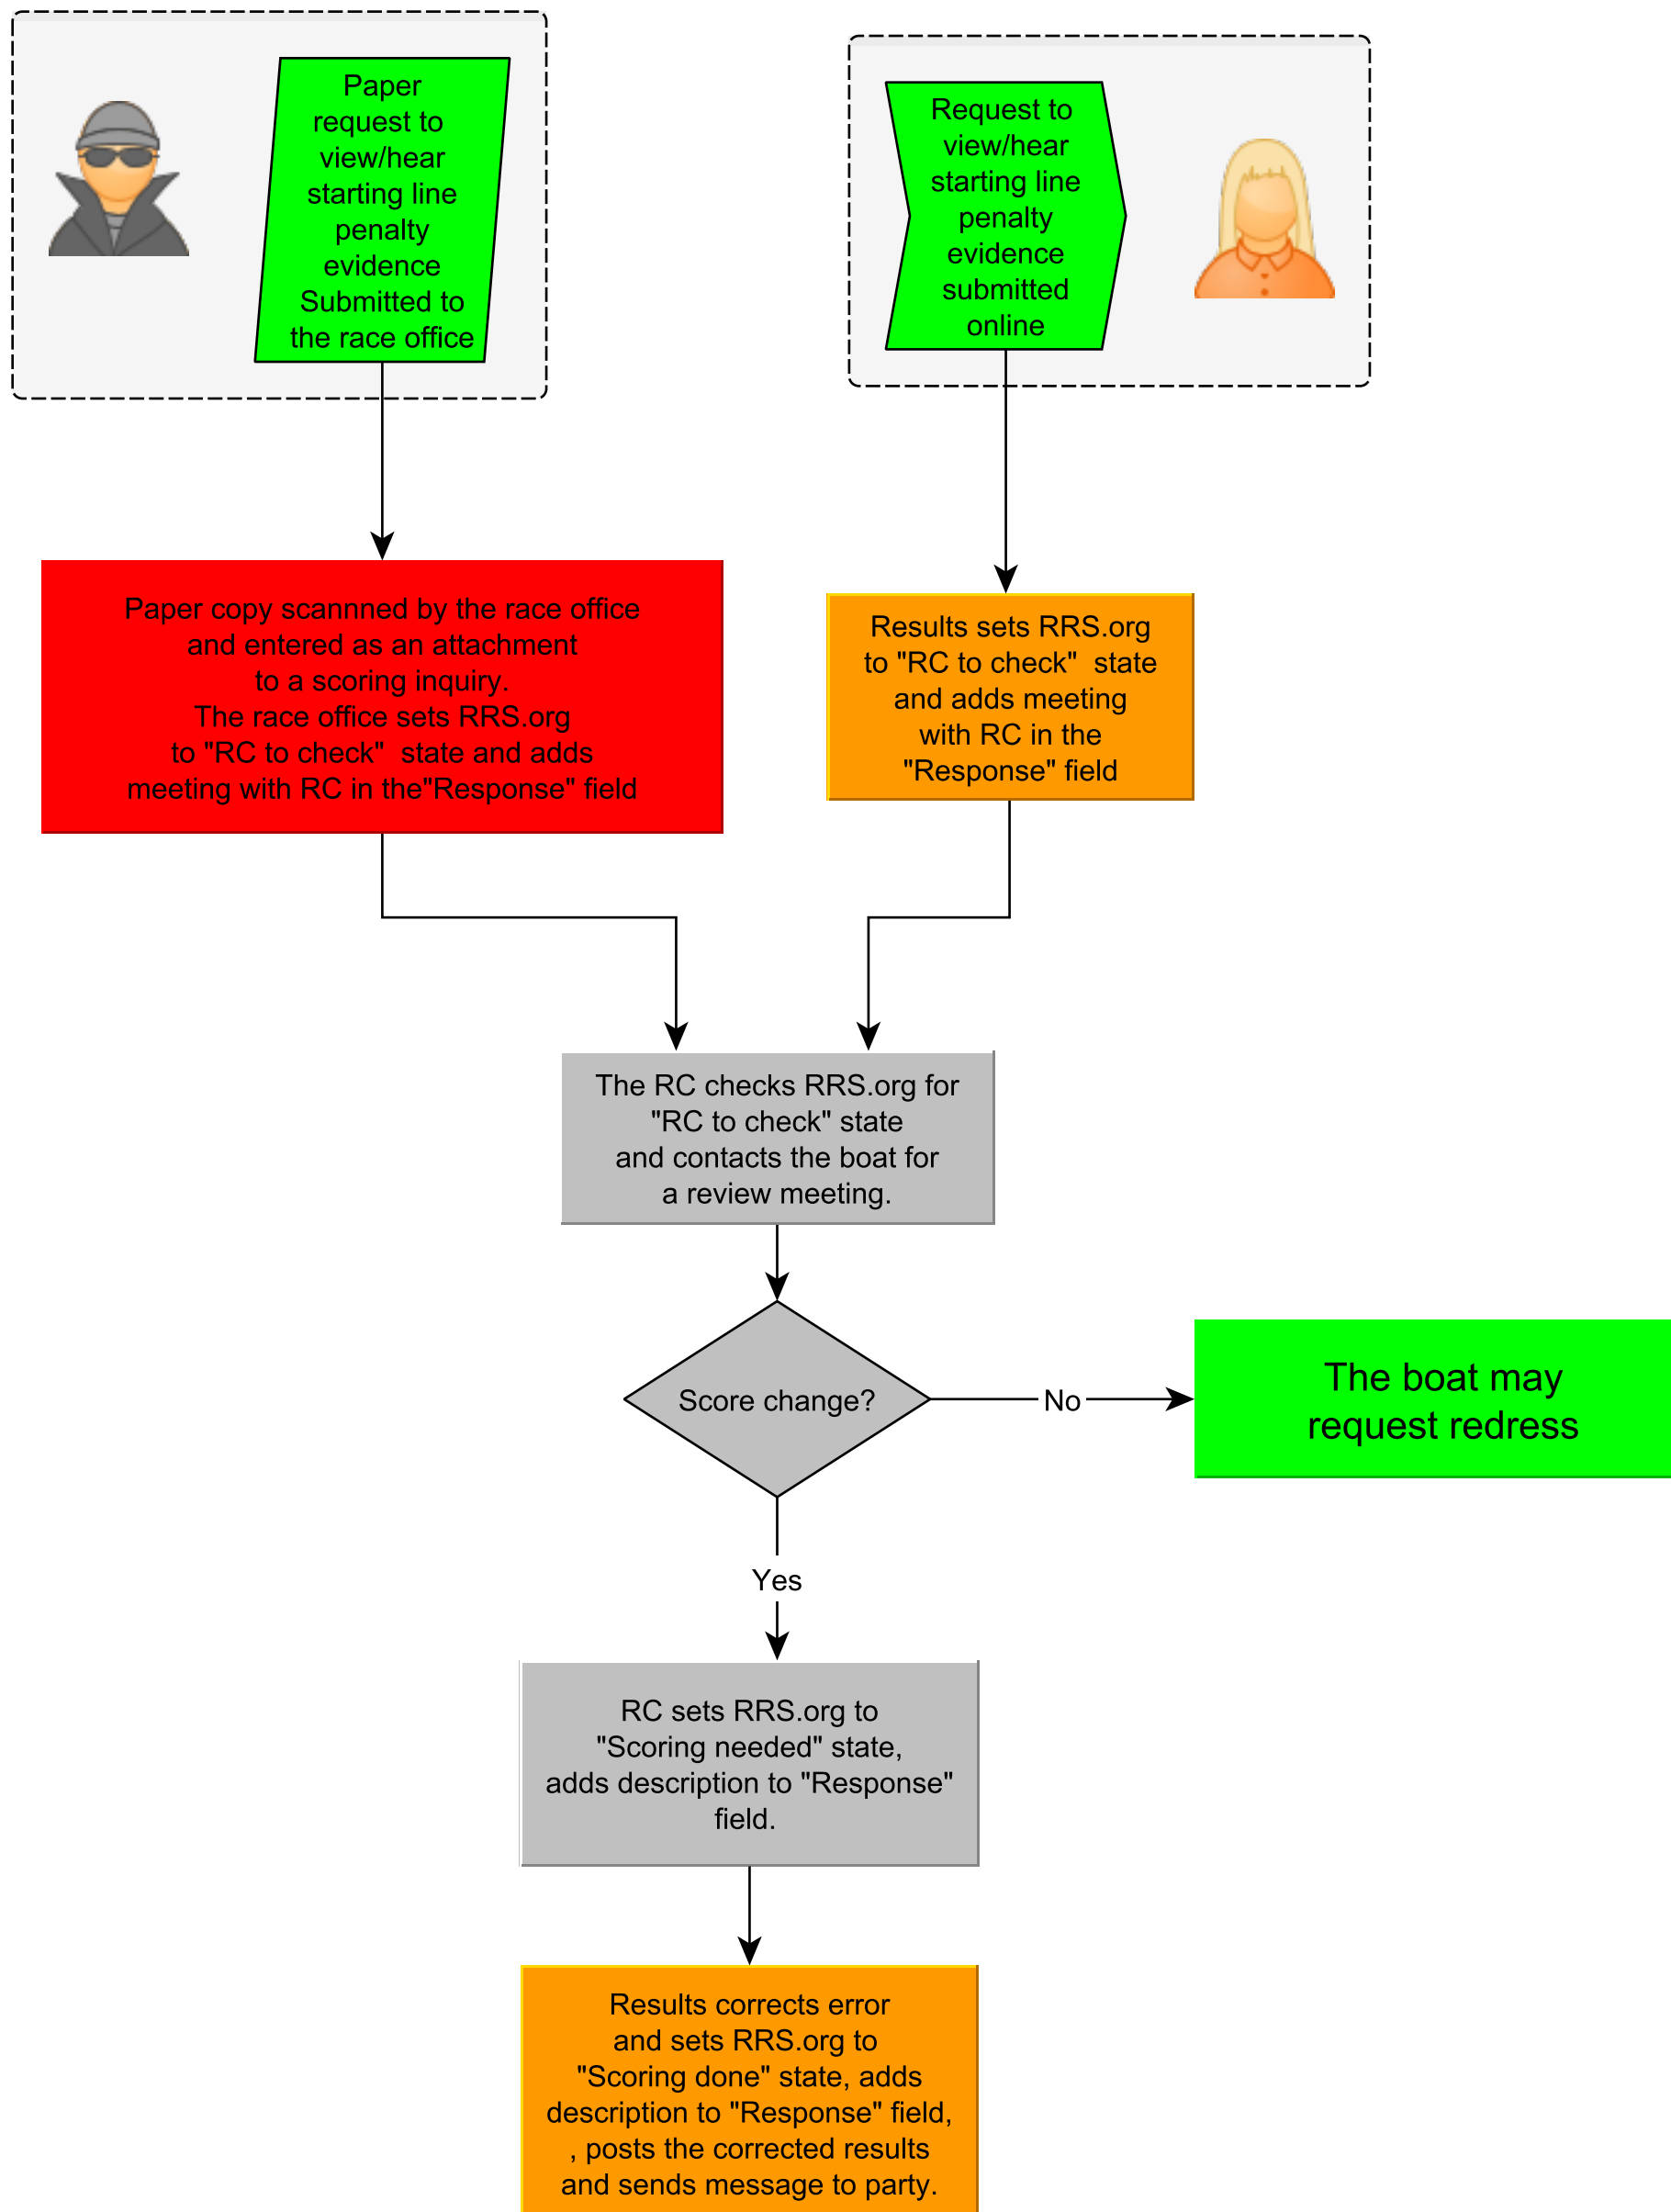 Paper
request to
view/hear
starting line
penalty
evidence
Submitted to
the race office
Request to
view/hear
starting line
penalty
evidence
submitted
online
Paper copy scannned by the race office
and entered as an attachment
to a scoring inquiry.
The race office sets RRS.org
to "RC to check"  state and adds
meeting with RC in the"Response" field
Results sets RRS.org
to "RC to check"  state
and adds meeting
with RC in the
"Response" field
The RC checks RRS.org for
"RC to check" state
and contacts the boat for
a review meeting.
Score change?
No
The boat may
request redress
Yes
RC sets RRS.org to
"Scoring needed" state,
adds description to "Response"
field.
Results corrects error
and sets RRS.org to
"Scoring done" state, adds
description to "Response" field,
, posts the corrected results
and sends message to party.